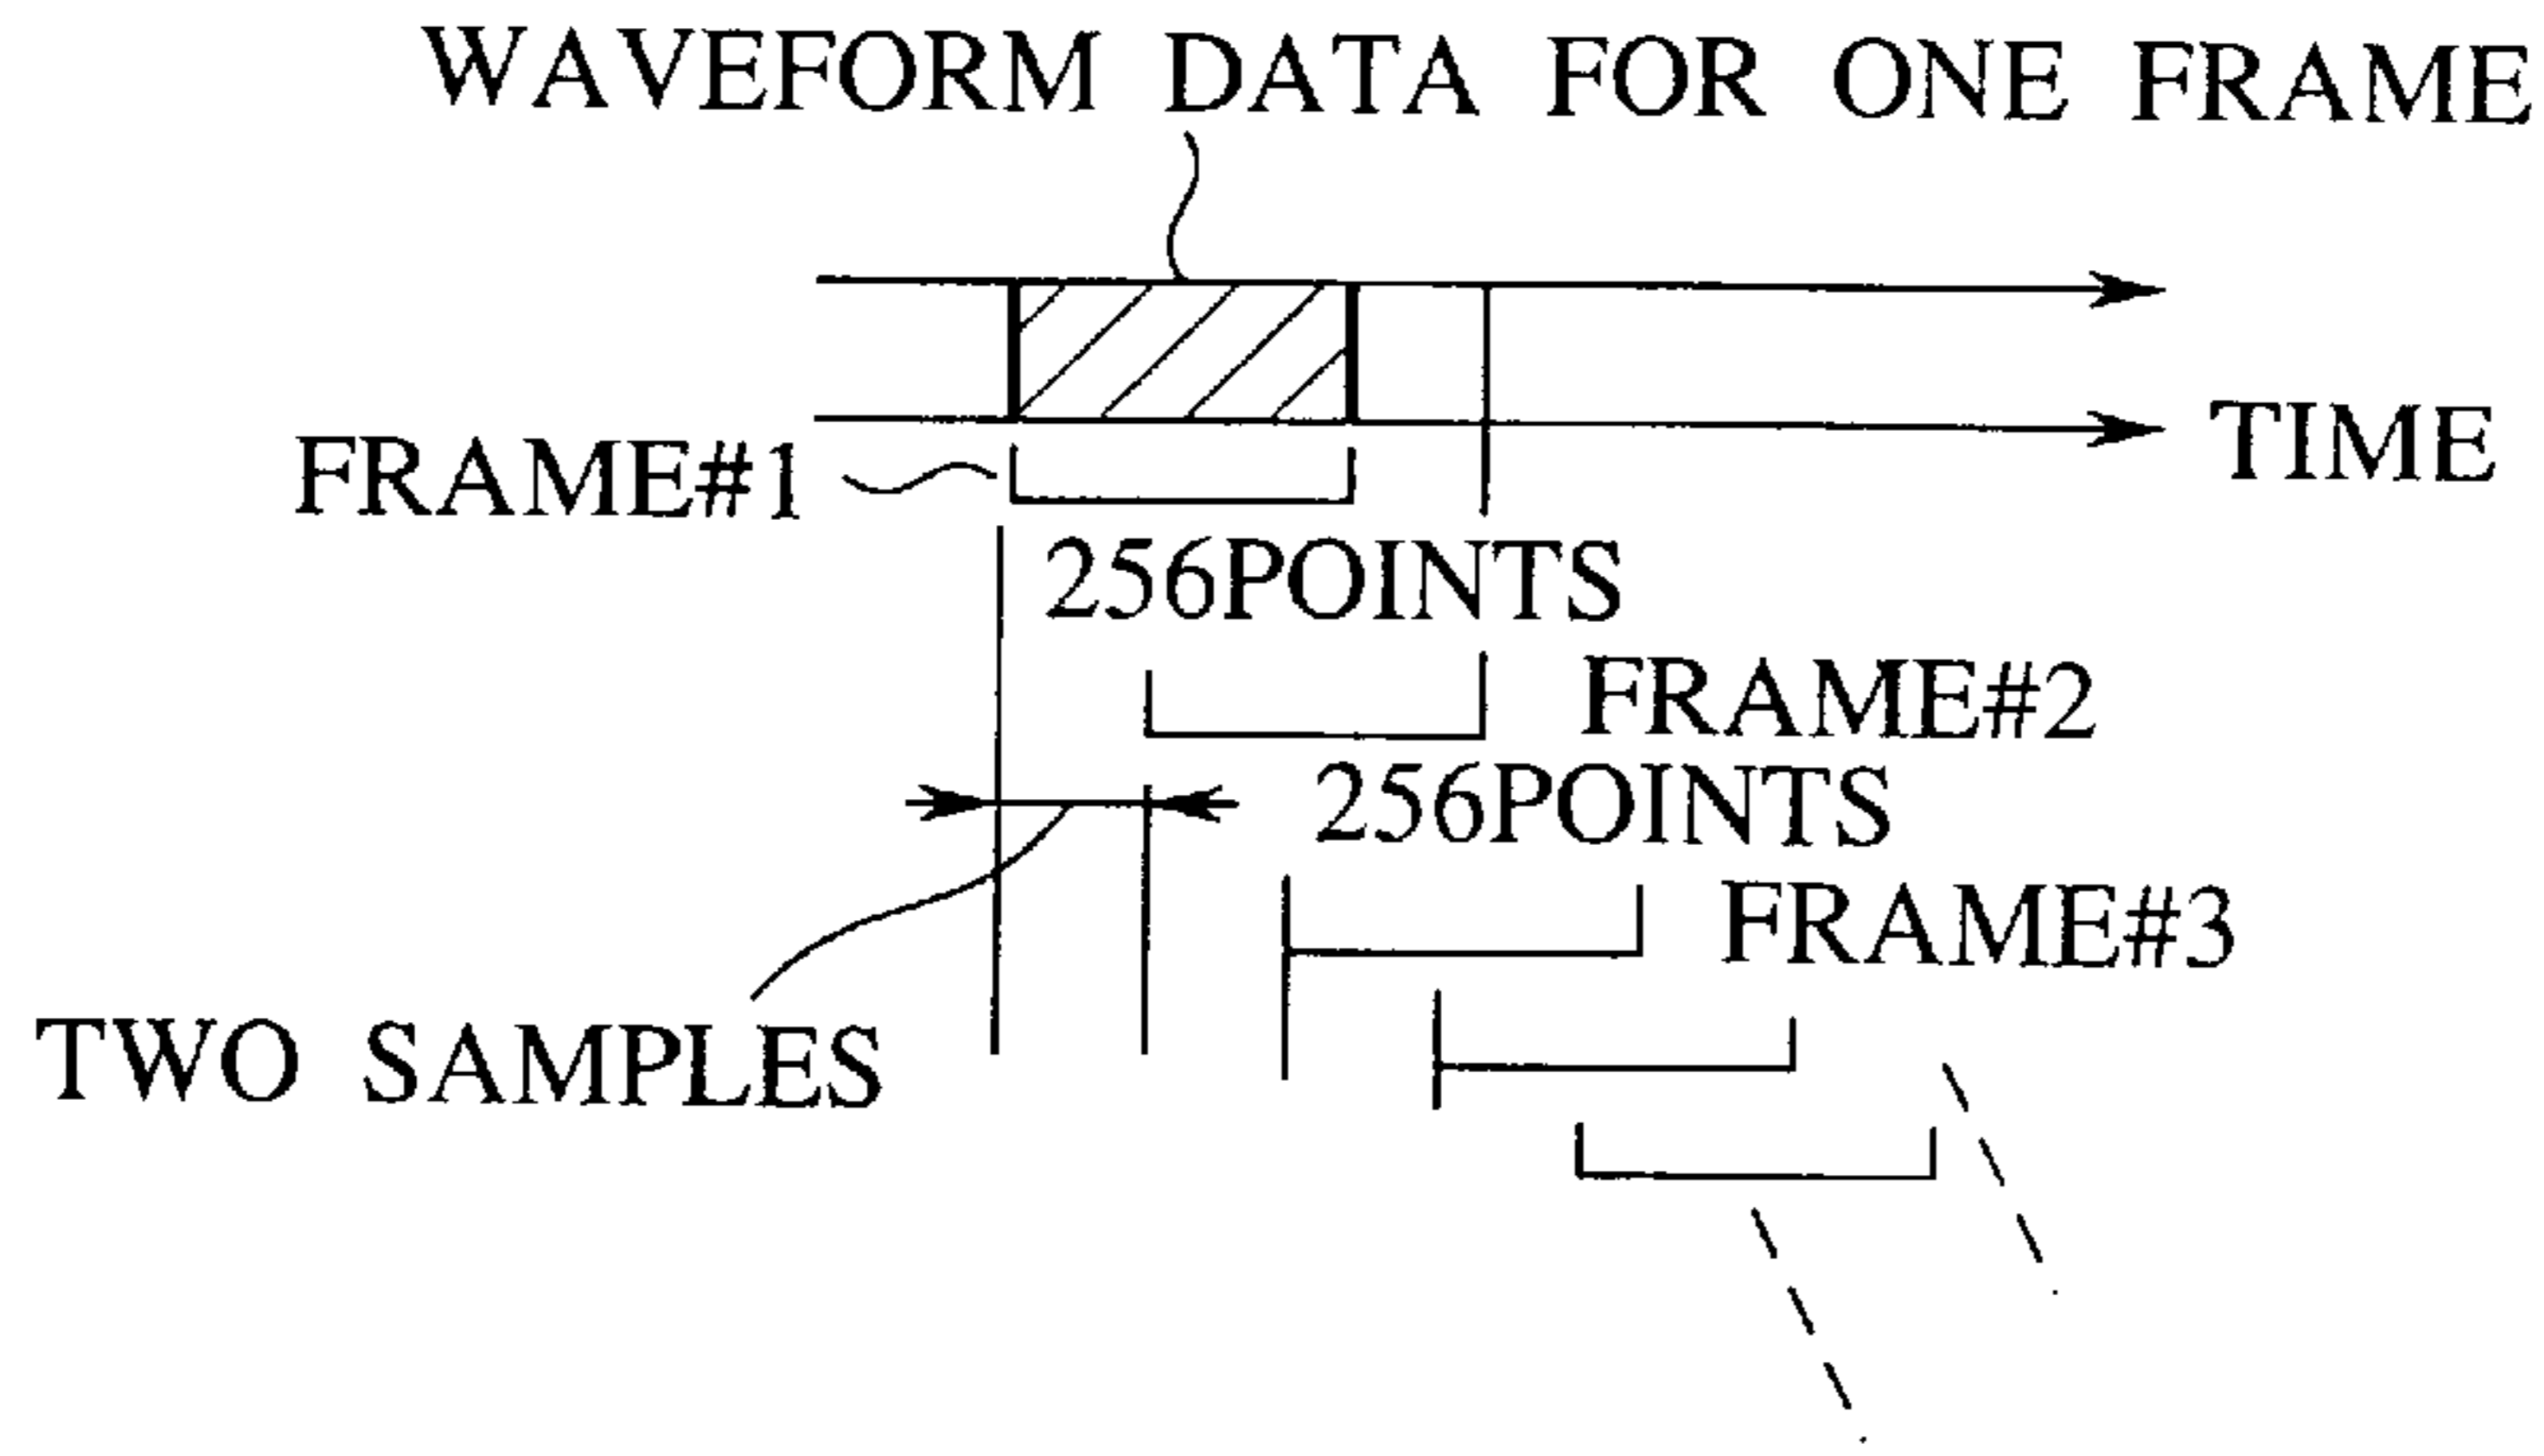 WAVEFORM DATA FOR ONE FRAME
TIME
FRAME#1
256POINTS
FRAME#2
256POINTS
FRAME#3
TWO SAMPLES